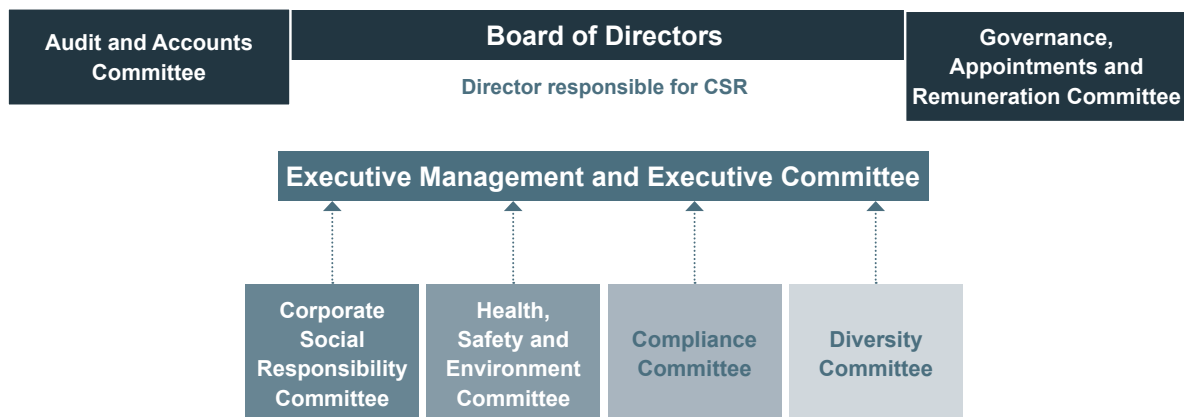 Audit and Accounts
Committee
Board of Directors
Director responsible for CSR
Governance,
Appointments and
Remuneration Committee
Executive Management and Executive Committee
Corporate
Social
Responsibility
Committee
Health,
Safety and
Environment
Committee
Compliance
Committee
Diversity
Committee